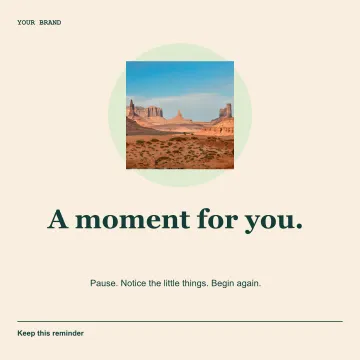 YOUR BRAND
A moment for you.
Pause. Notice the little things. Begin again.
Keep this reminder